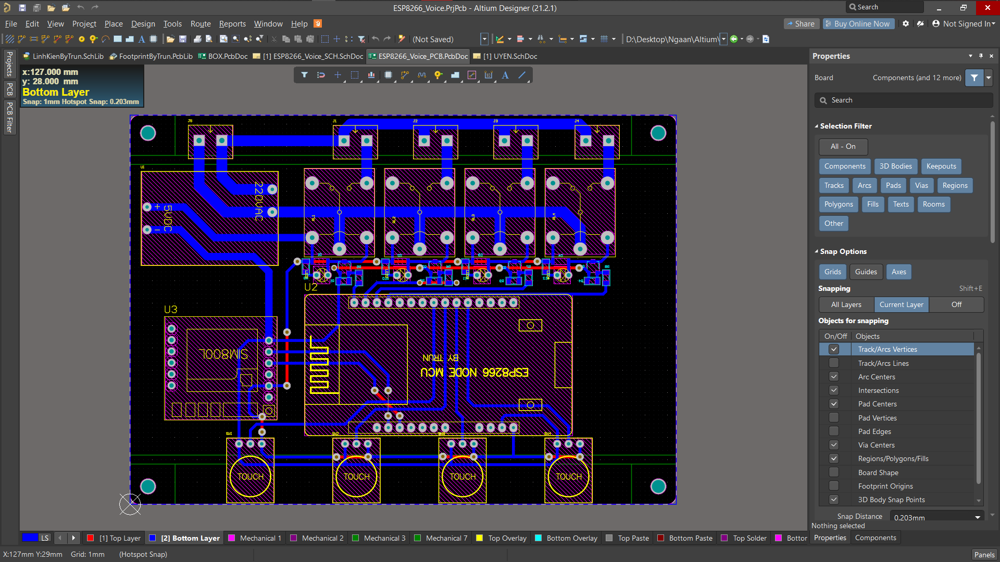 ESP8266_Voice.PrjPcb - Altium Designer (21.2.1)
Search
File Edit View Project Place Design Tools Route Reports Window Help
Share
Buy Online Now
Not Signed In
(Not Saved)
D:\Desktop\Ngaan\Altium\
LinhKienByTrun.SchLib
FootprintByTrun.PcbLib
BOX.PcbDoc
[1] ESP8266_Voice_SCH.SchDoc
ESP8266_Voice_PCB.PcbDoc
[1] UYEN.SchDoc
Projects
PCB
PCB Filter
x:127.000 mm
y: 28.000 mm
Bottom Layer
Snap: 1mm Hotspot Snap: 0.203mm
J1
J2
J3
J4
U1
220VAC
+ 5VDC -
RL1
RL2
RL3
RL4
U2
U3
SIM800L
BY TRUN
ESP8266 NODE MCU
SW1
SW2
SW3
SW4
TOUCH
TOUCH
TOUCH
TOUCH
Properties
Board
Components (and 12 more)
Search
Selection Filter
All - On
Components 3D Bodies Keepouts
Tracks Arcs Pads Vias Regions
Polygons Fills Texts Rooms
Other
Snap Options
Grids Guides Axes
Snapping Shift+E
All Layers Current Layer Off
Objects for snapping
On/Off Objects
Track/Arcs Vertices
Track/Arcs Lines
Arc Centers
Intersections
Pad Centers
Pad Vertices
Pad Edges
Via Centers
Regions/Polygons/Fills
Board Shape
Footprint Origins
3D Body Snap Points
Snap Distance 0.203mm
Nothing selected
Properties Components
LS
[1] Top Layer
[2] Bottom Layer
Mechanical 1
Mechanical 2
Mechanical 3
Mechanical 7
Top Overlay
Bottom Overlay
Top Paste
Bottom Paste
Top Solder
Bottor
X:127mm Y:29mm Grid: 1mm (Hotspot Snap)
Panels